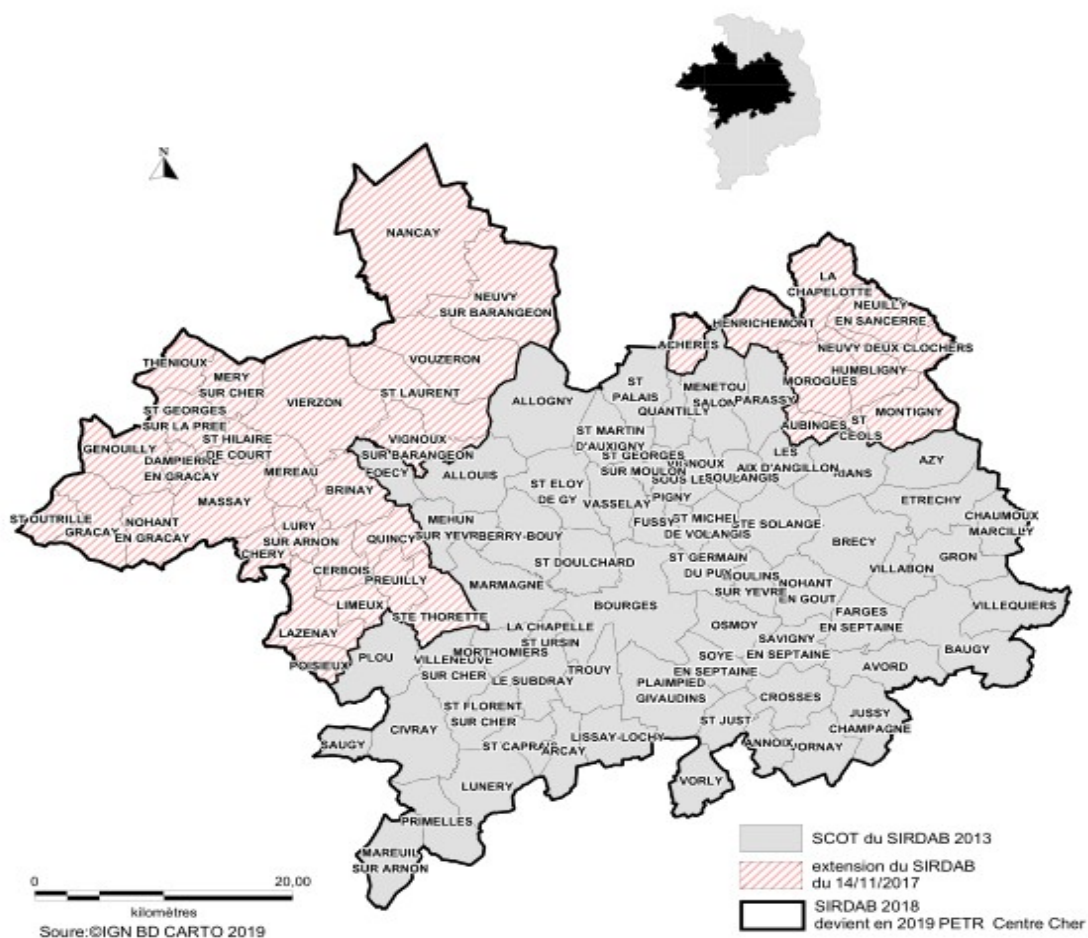 N
NANCAY
LA
CHAPELOTTE
NEUILLY
EN SANCERRE
NEUVY
SUR BARANGEON
HENRICHEMONT
ACHERES
NEUVY DEUX CLOCHERS
HUMBLIGNY
MOROGUES
MONTIGNY
AUBINGES
ST
CEOLS
THENIOUX
MERY
SUR CHER
VOUZERON
VIERZON
ST LAURENT
ST GEORGES
SUR LA PREE
ST HILAIRE
DE COURT
VIGNOUX
SUR BARANGEON
GENOUILLY
DAMPIERRE
EN GRACAY
MEREAU
FOECY
BRINAY
MASSAY
ST OUTRILLE
GRACAY
NOHANT
EN GRACAY
LURY
SUR ARNON
CHERY
QUINCY
CERBOIS
PREUILLY
LIMEUX
STE THORETTE
LAZENAY
POISIEUX
ALLOGNY
ST
PALAIS
QUANTILLY
MENETOU
SALON
PARASSY
ST MARTIN
D'AUXIGNY
ST GEORGES
SUR MOULON
VIGNOUX
SOUS LES
SOULANGIS
LES
AIX D'ANGILLON
RIANS
AZY
ALLOUIS
ST ELOY
DE GY
VASSELAY
PIGNY
ETRECHY
MEHUN
SUR YEVRE
BERRY-BOUY
FUSSY
ST MICHEL
DE VOLANGIS
STE SOLANGE
BRECY
CHAUMOUX
MARCILLY
GRON
ST DOULCHARD
ST GERMAIN
DU PUY
MOULINS
SUR YEVRE
NOHANT
EN GOUT
VILLABON
MARMAGNE
BOURGES
FARGES
EN SEPTAINE
VILLEQUIERS
LA CHAPELLE
ST URSIN
OSMOY
SAVIGNY
EN SEPTAINE
BAUGY
MORTHOMIERS
PLOU
VILLENEUVE
SUR CHER
LE SUBDRAY
TROUY
SOYE
EN SEPTAINE
AVORD
PLAIMPIED
GIVAUDINS
CROSSES
ST FLORENT
SUR CHER
ST JUST
JUSSY
CHAMPAGNE
CIVRAY
SAUGY
ST CAPRAIS
ARCAY
LISSAY-LOCHY
ANNOIX
VORNAY
VORLY
LUNERY
PRIMELLES
MAREUIL
SUR ARNON
SCOT du SIRDAB 2013
extension du SIRDAB
du 14/11/2017
SIRDAB 2018
devient en 2019 PETR Centre Cher
0 20,00
kilomètres
Soure:©IGN BD CARTO 2019